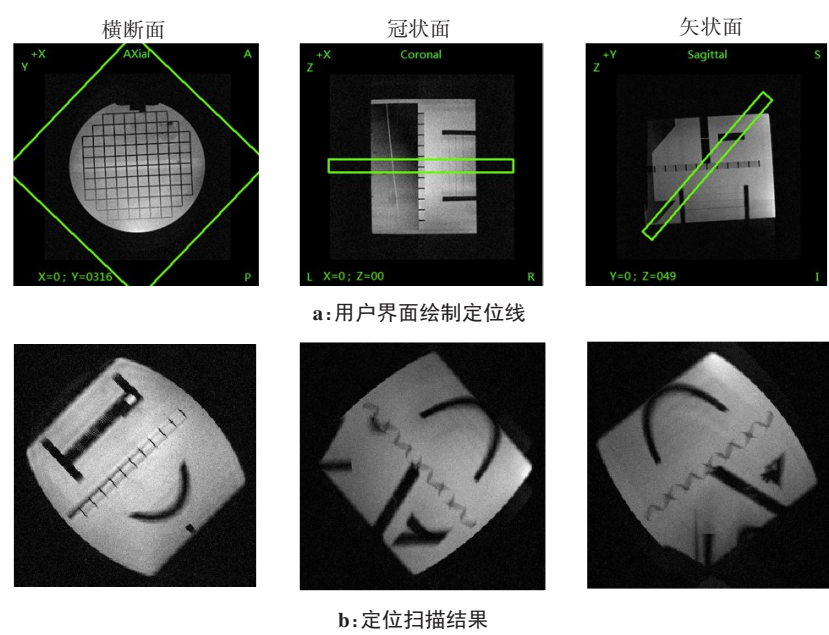 横断面
冠状面
矢状面
+X AXial A
Y
X=0 ; Y=0316 P
+X Coronal
Z
L X=0 ; Z=00 R
+Y Sagittal S
Z
Y=0 ; Z=049 I
a:用户界面绘制定位线
b:定位扫描结果